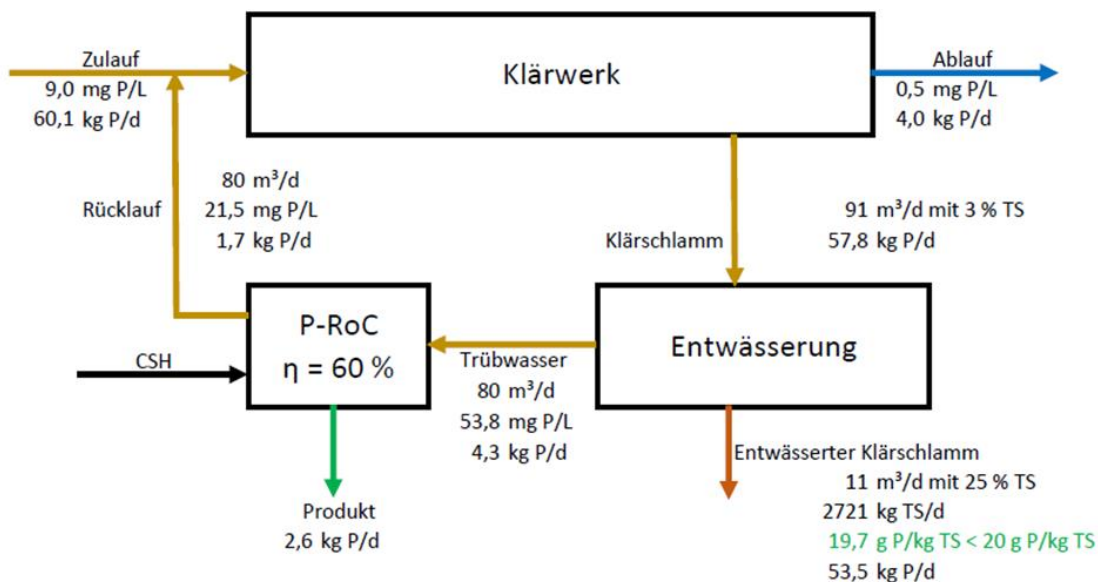 Zulauf
9,0 mg P/L
60,1 kg P/d
Klärwerk
Ablauf
0,5 mg P/L
4,0 kg P/d
Rücklauf
80 m³/d
21,5 mg P/L
1,7 kg P/d
Klärschlamm
91 m³/d mit 3 % TS
57,8 kg P/d
CSH
P-RoC
η = 60 %
Trübwasser
80 m³/d
53,8 mg P/L
4,3 kg P/d
Entwässerung
Produkt
2,6 kg P/d
Entwässerter Klärschlamm
11 m³/d mit 25 % TS
2721 kg TS/d
19,7 g P/kg TS < 20 g P/kg TS
53,5 kg P/d